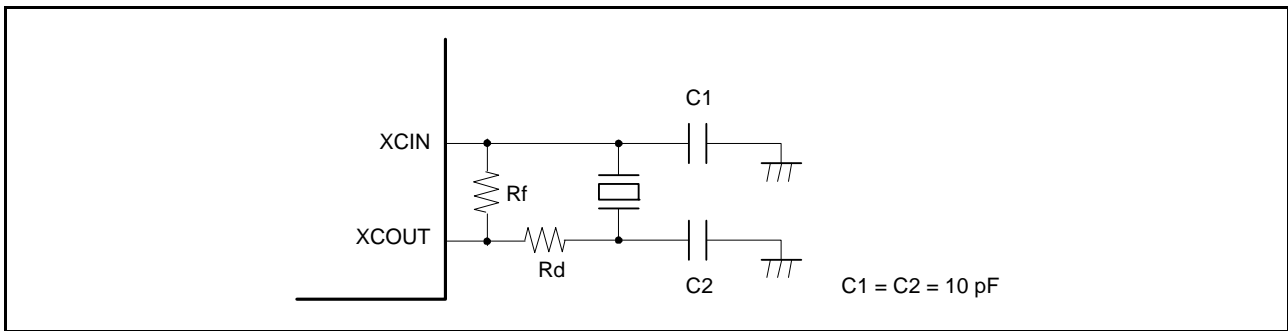 C1
XCIN
Rf
XCOUT
Rd
C2
C1 = C2 = 10 pF